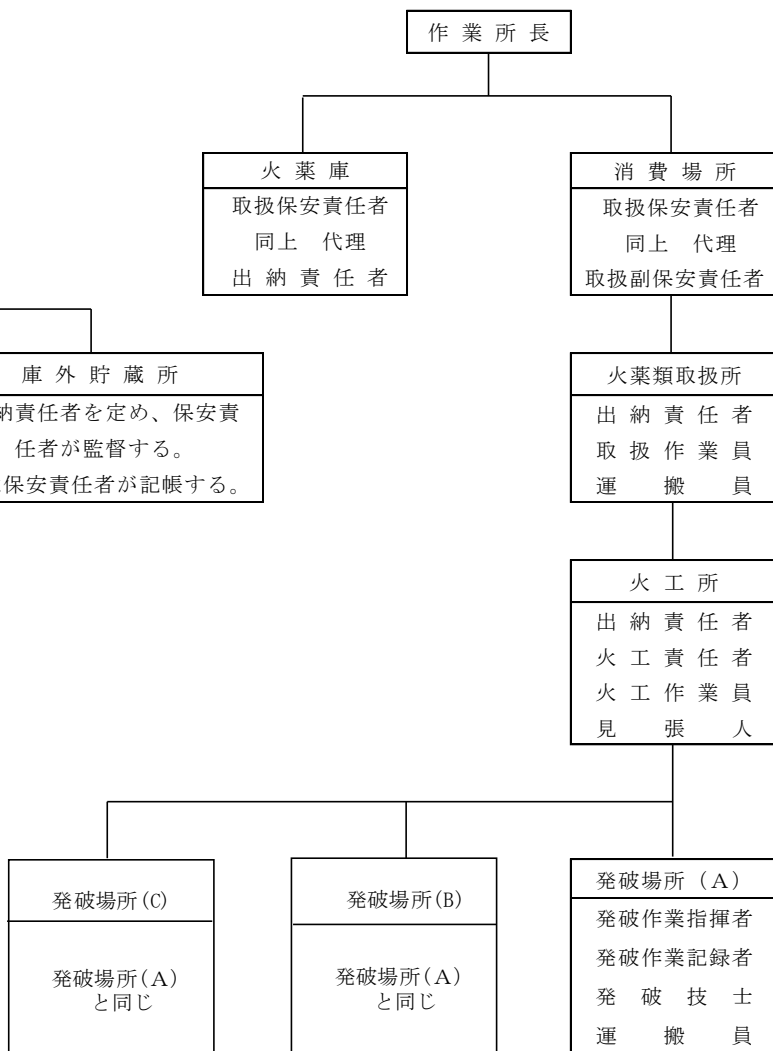 作業所長
火薬庫
取扱保安責任者
同上 代理
出納責任者
消費場所
取扱保安責任者
同上 代理
取扱副保安責任者
庫外貯蔵所
納責任者を定め、保安責
任者が監督する。
保安責任者が記帳する。
火薬類取扱所
出納責任者
取扱作業員
運搬員
火工所
出納責任者
火工責任者
火工作業員
見張人
発破場所(C)
発破場所(A)
と同じ
発破場所(B)
発破場所(A)
と同じ
発破場所(A)
発破作業指揮者
発破作業記録者
発破技士
運搬員